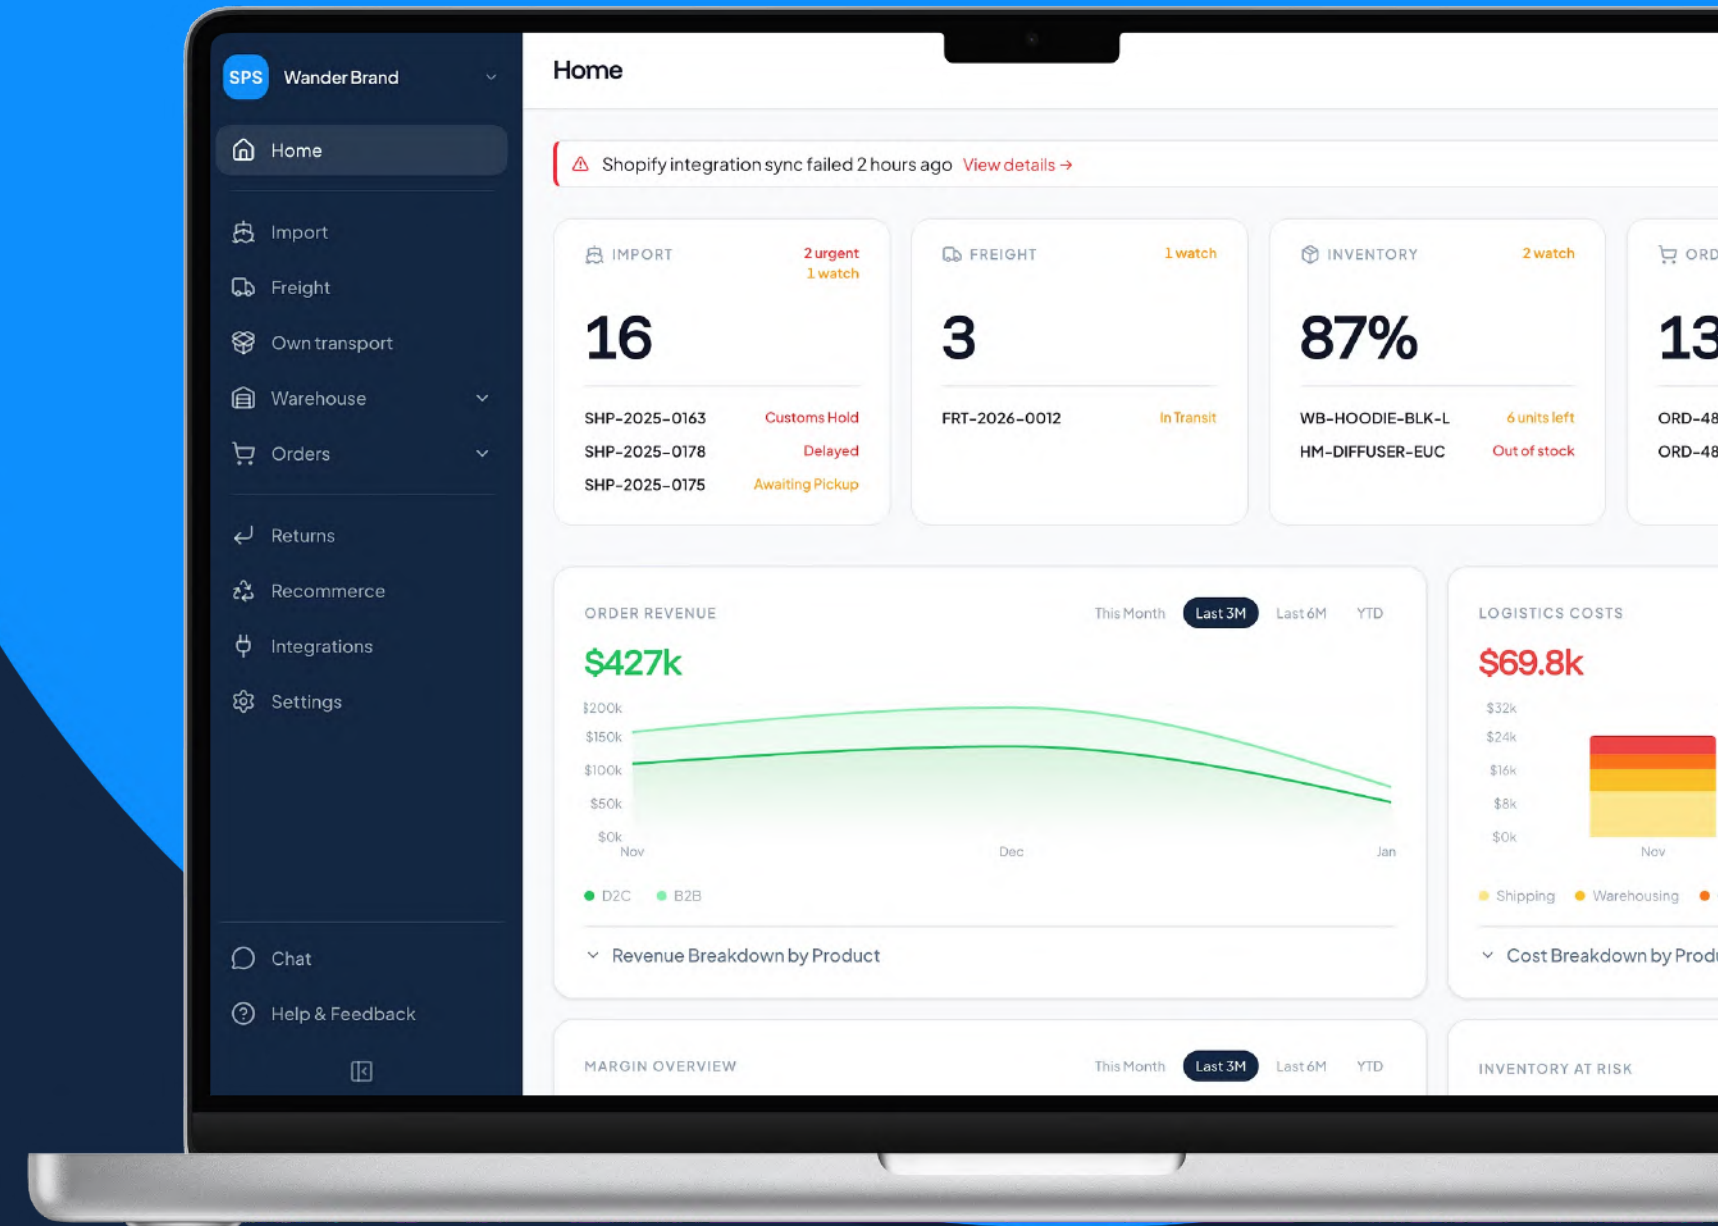 SPS Wander Brand
Home
Import
Freight
Own transport
Warehouse
Orders
Returns
Recommerce
Integrations
Settings
Chat
Help & Feedback
Home
Shopify integration sync failed 2 hours ago View details →
IMPORT 2 urgent
1 watch
16
SHP-2025-0163 Customs Hold
SHP-2025-0178 Delayed
SHP-2025-0175 Awaiting Pickup
FREIGHT 1 watch
3
FRT-2026-0012 In Transit
INVENTORY 2 watch
87%
WB-HOODIE-BLK-L 6 units left
HM-DIFFUSER-EUC Out of stock
ORD
13
ORD-48
ORD-48
ORDER REVENUE This Month Last 3M Last 6M YTD
$427k
$200k
$150k
$100k
$50k
$0k
Nov Dec Jan
D2C B2B
Revenue Breakdown by Product
LOGISTICS COSTS
$69.8k
$32k
$24k
$16k
$8k
$0k
Nov
Shipping Warehousing
Cost Breakdown by Produ
MARGIN OVERVIEW This Month Last 3M Last 6M YTD
INVENTORY AT RISK